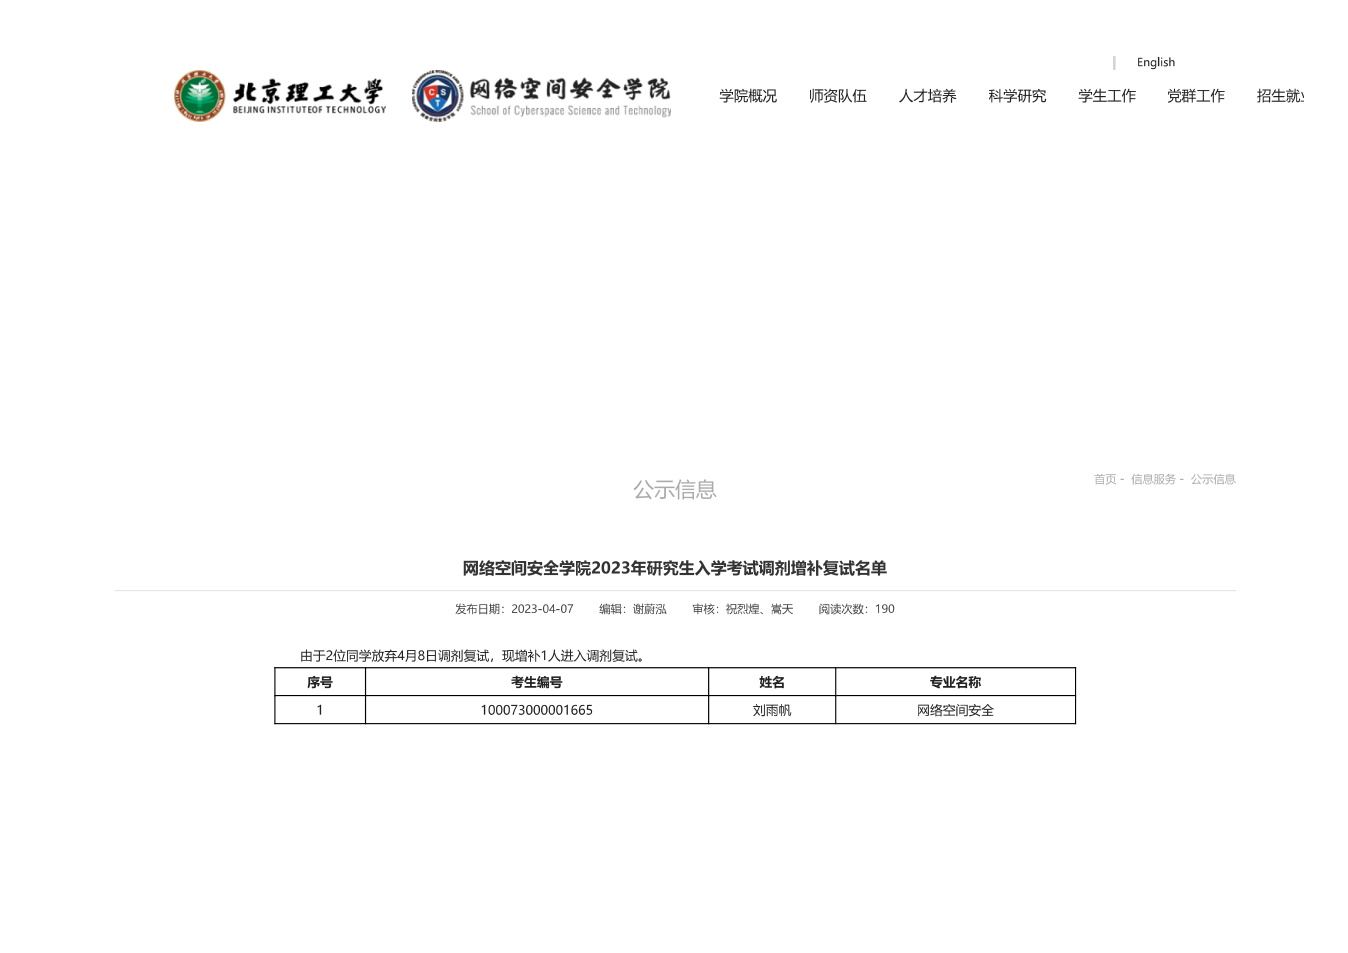 English
北京理工大学
BEIJING INSTITUTEOF TECHNOLOGY
网络空间安全学院
School of Cyberspace Science and Technology
学院概况 师资队伍 人才培养 科学研究 学生工作 党群工作 招生就
首页 - 信息服务 - 公示信息
公示信息
网络空间安全学院2023年研究生入学考试调剂增补复试名单
发布日期：2023-04-07 编辑：谢蔚泓 审核：祝烈煌、嵩天 阅读次数：190
由于2位同学放弃4月8日调剂复试，现增补1人进入调剂复试。
序号 考生编号 姓名 专业名称
1 100073000001665 刘雨帆 网络空间安全